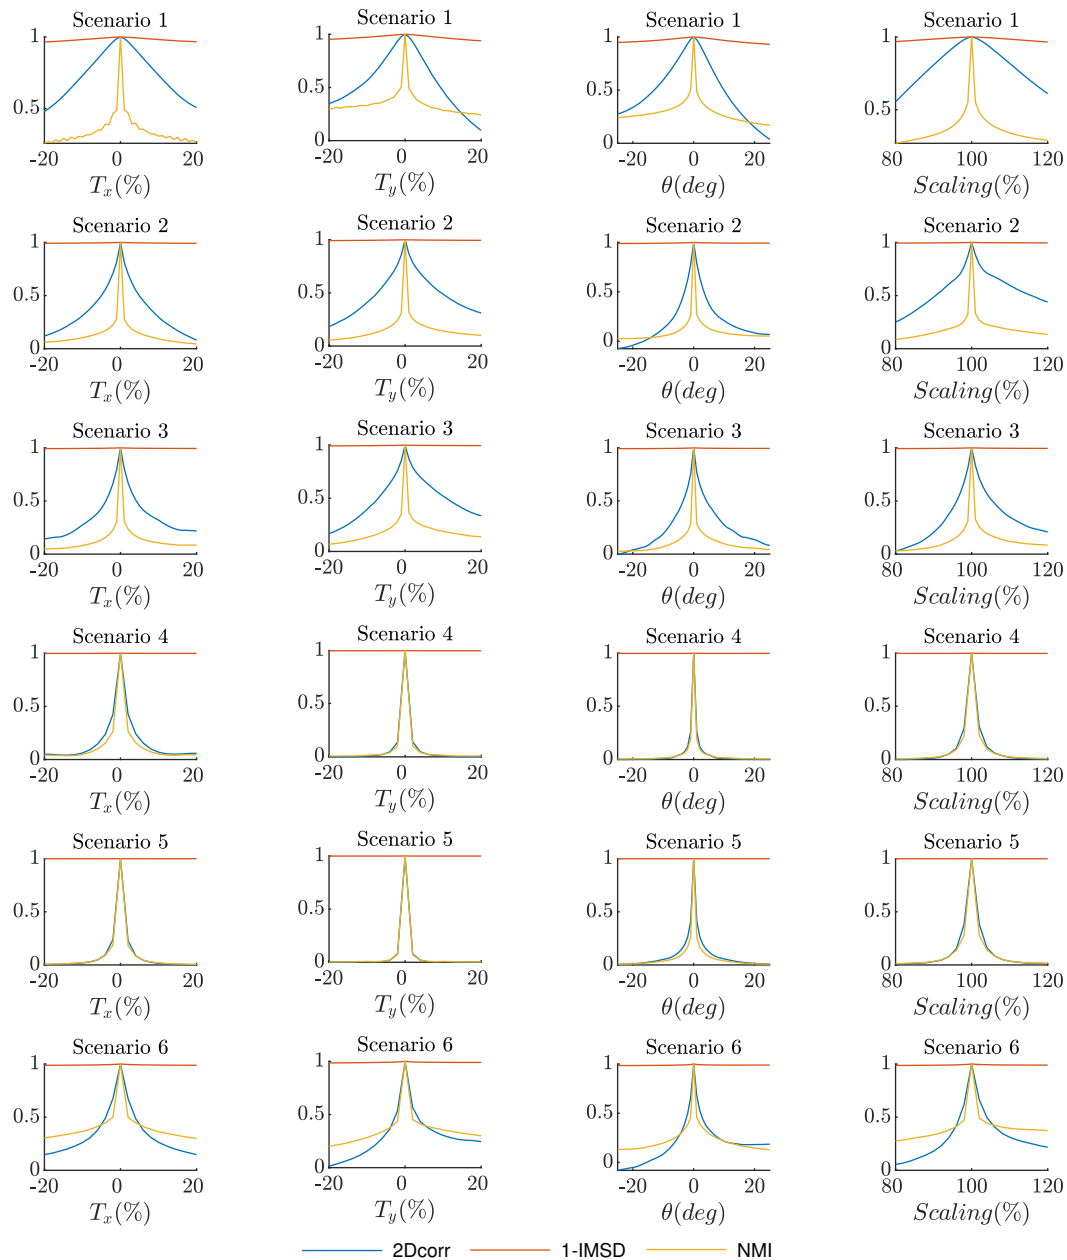 Scenario 1 Scenario 1 Scenario 1 Scenario 1
1 1 1 1
0.5 0.5 0.5 0.5
0 0
-20 0 20 -20 0 20 -20 0 20 80 100 120
T_x(%) T_y(%) θ(deg) Scaling(%)
Scenario 2 Scenario 2 Scenario 2 Scenario 2
1 1 1 1
0.5 0.5 0.5 0.5
0 0 0 0
-20 0 20 -20 0 20 -20 0 20 80 100 120
T_x(%) T_y(%) θ(deg) Scaling(%)
Scenario 3 Scenario 3 Scenario 3 Scenario 3
1 1 1 1
0.5 0.5 0.5 0.5
0 0 0 0
-20 0 20 -20 0 20 -20 0 20 80 100 120
T_x(%) T_y(%) θ(deg) Scaling(%)
Scenario 4 Scenario 4 Scenario 4 Scenario 4
1 1 1 1
0.5 0.5 0.5 0.5
0 0 0 0
-20 0 20 -20 0 20 -20 0 20 80 100 120
T_x(%) T_y(%) θ(deg) Scaling(%)
Scenario 5 Scenario 5 Scenario 5 Scenario 5
1 1 1 1
0.5 0.5 0.5 0.5
0 0 0 0
-20 0 20 -20 0 20 -20 0 20 80 100 120
T_x(%) T_y(%) θ(deg) Scaling(%)
Scenario 6 Scenario 6 Scenario 6 Scenario 6
1 1 1 1
0.5 0.5 0.5 0.5
0 0 0 0
-20 0 20 -20 0 20 -20 0 20 80 100 120
T_x(%) T_y(%) θ(deg) Scaling(%)
2Dcorr 1-IMSD NMI